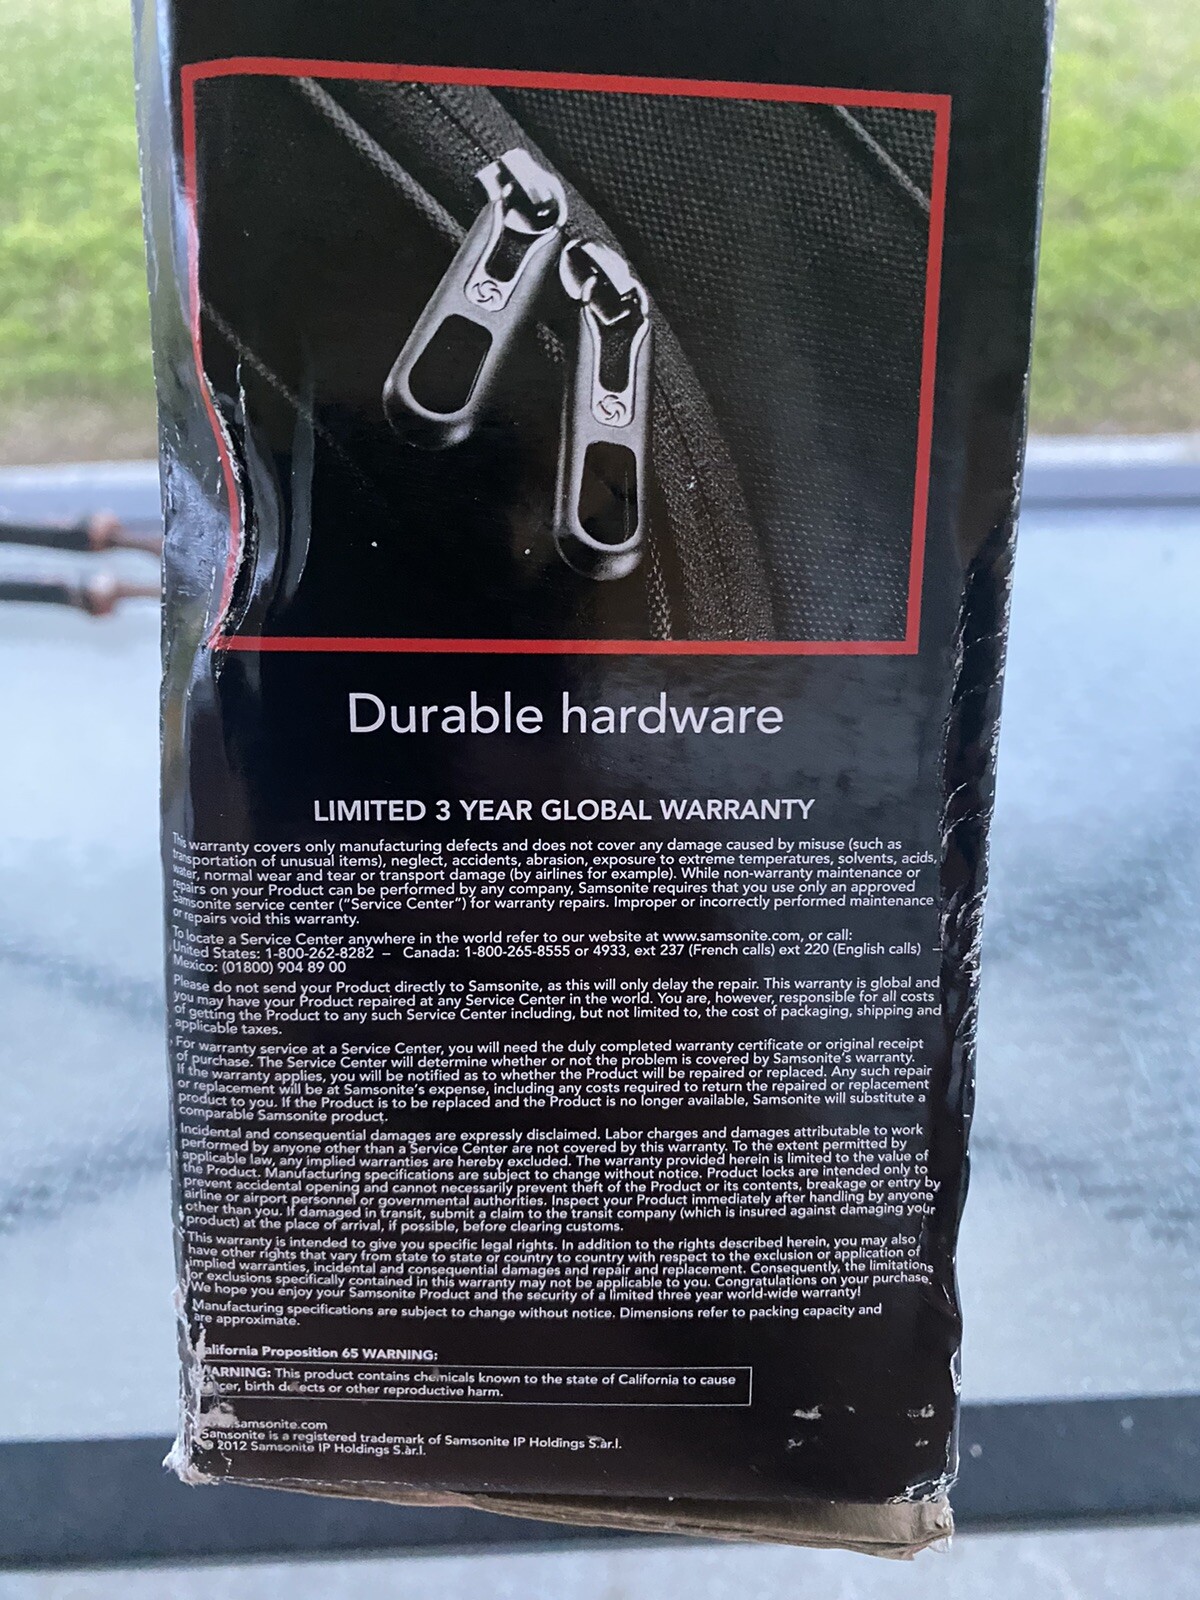 Durable hardware
LIMITED 3 YEAR GLOBAL WARRANTY
This warranty covers only manufacturing defects and does not cover any damage caused by misuse (such as
transportation of unusual items), neglect, accidents, abrasion, exposure to extreme temperatures, solvents, acids,
water, normal wear and tear or transport damage (by airlines for example). While non-warranty maintenance or
repairs on your Product can be performed by any company, Samsonite requires that you use only an approved
Samsonite service center ("Service Center") for warranty repairs. Improper or incorrectly performed maintenance
or repairs void this warranty.
To locate a Service Center anywhere in the world refer to our website at www.samsonite.com, or call:
United States: 1-800-262-8282 – Canada: 1-800-265-8555 or 4933, ext 237 (French calls) ext 220 (English calls) –
Mexico: (01800) 904 89 00
Please do not send your Product directly to Samsonite, as this will only delay the repair. This warranty is global and
you may have your Product repaired at any Service Center in the world. You are, however, responsible for all costs
of getting the Product to any such Service Center including, but not limited to, the cost of packaging, shipping and
applicable taxes.
For warranty service at a Service Center, you will need the duly completed warranty certificate or original receipt
of purchase. The Service Center will determine whether or not the problem is covered by Samsonite's warranty.
If the warranty applies, you will be notified as to whether the Product will be repaired or replaced. Any such repair
or replacement will be at Samsonite's expense, including any costs required to return the repaired or replacement
product to you. If the Product is to be replaced and the Product is no longer available, Samsonite will substitute a
comparable Samsonite product.
Incidental and consequential damages are expressly disclaimed. Labor charges and damages attributable to work
performed by anyone other than a Service Center are not covered by this warranty. To the extent permitted by
applicable law, any implied warranties are hereby excluded. The warranty provided herein is limited to the value of
the Product. Manufacturing specifications are subject to change without notice. Product locks are intended only to
prevent accidental opening and cannot necessarily prevent theft of the Product or its contents, breakage or entry by
airline or airport personnel or governmental authorities. Inspect your Product immediately after handling by anyone
other than you. If damaged in transit, submit a claim to the transit company (which is insured against damaging your
product) at the place of arrival, if possible, before clearing customs.
This warranty is intended to give you specific legal rights. In addition to the rights described herein, you may also
have other rights that vary from state to state or country to country with respect to the exclusion or application of
implied warranties, incidental and consequential damages and repair and replacement. Consequently, the limitations
or exclusions specifically contained in this warranty may not be applicable to you. Congratulations on your purchase.
We hope you enjoy your Samsonite Product and the security of a limited three year world-wide warranty!
Manufacturing specifications are subject to change without notice. Dimensions refer to packing capacity and
are approximate.
California Proposition 65 WARNING:
WARNING: This product contains chemicals known to the state of California to cause
cancer, birth defects or other reproductive harm.
www.samsonite.com
Samsonite is a registered trademark of Samsonite IP Holdings S.àr.l.
© 2012 Samsonite IP Holdings S.àr.l.